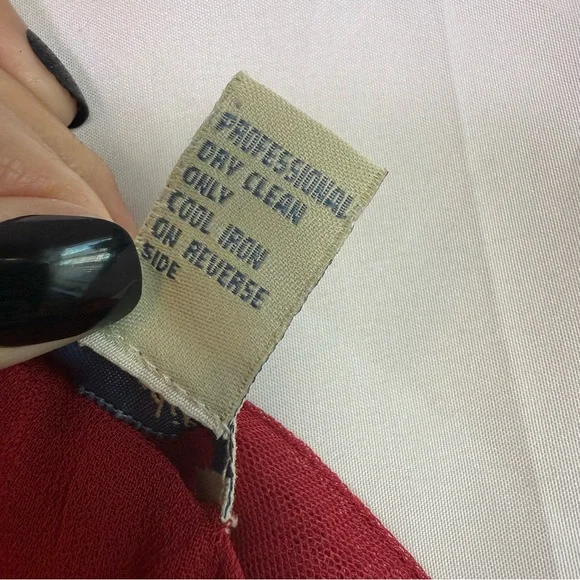 PROFESSIONAL
DRY CLEAN
ONLY
COOL IRON
ON REVERSE
SIDE